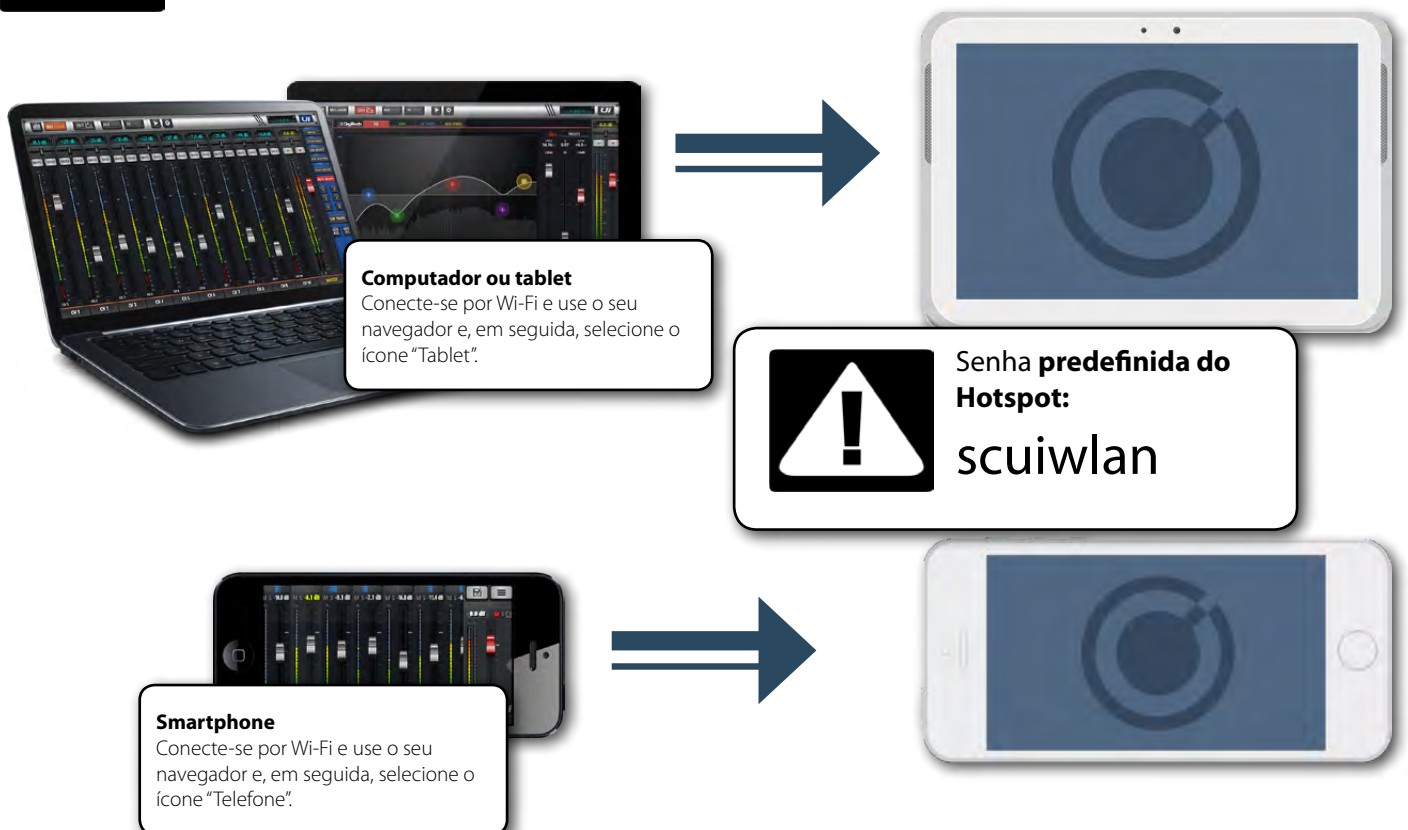 Computador ou tablet
Conecte-se por Wi-Fi e use o seu
navegador e, em seguida, selecione o
ícone “Tablet”.
Senha predefinida do
Hotspot:
scuiwlan
Smartphone
Conecte-se por Wi-Fi e use o seu
navegador e, em seguida, selecione o
ícone “Telefone”.